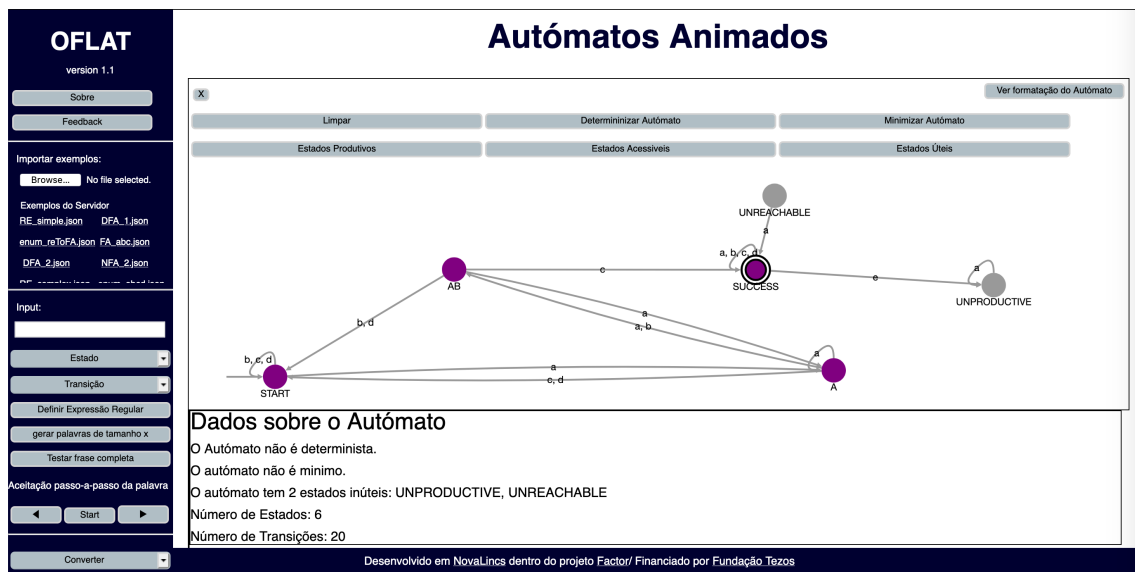 OFLAT
version 1.1
Sobre
Feedback
Importar exemplos:
Browse... No file selected.
Exemplos do Servidor
RE_simple.json DFA_1.json
enum_reToFA.json FA_abc.json
DFA_2.json NFA_2.json
RE_complex.json enum_abcd.json
Input:
Estado
Transição
Definir Expressão Regular
gerar palavras de tamanho x
Testar frase completa
Aceitação passo-a-passo da palavra
Start
Converter
Autómatos Animados
X
Ver formatação do Autómato
Limpar Determininizar Autómato Minimizar Autómato
Estados Produtivos Estados Acessiveis Estados Úteis
UNREACHABLE
a
a, b, c, d
SUCCESS
c
AB
e
a
UNPRODUCTIVE
a
a, b
b, d
b, c, d
START
a
c, d
a
A
Dados sobre o Autómato
O Autómato não é determinista.
O autómato não é minimo.
O autómato tem 2 estados inúteis: UNPRODUCTIVE, UNREACHABLE
Número de Estados: 6
Número de Transições: 20
Desenvolvido em NovaLincs dentro do projeto Factor/ Financiado por Fundação Tezos